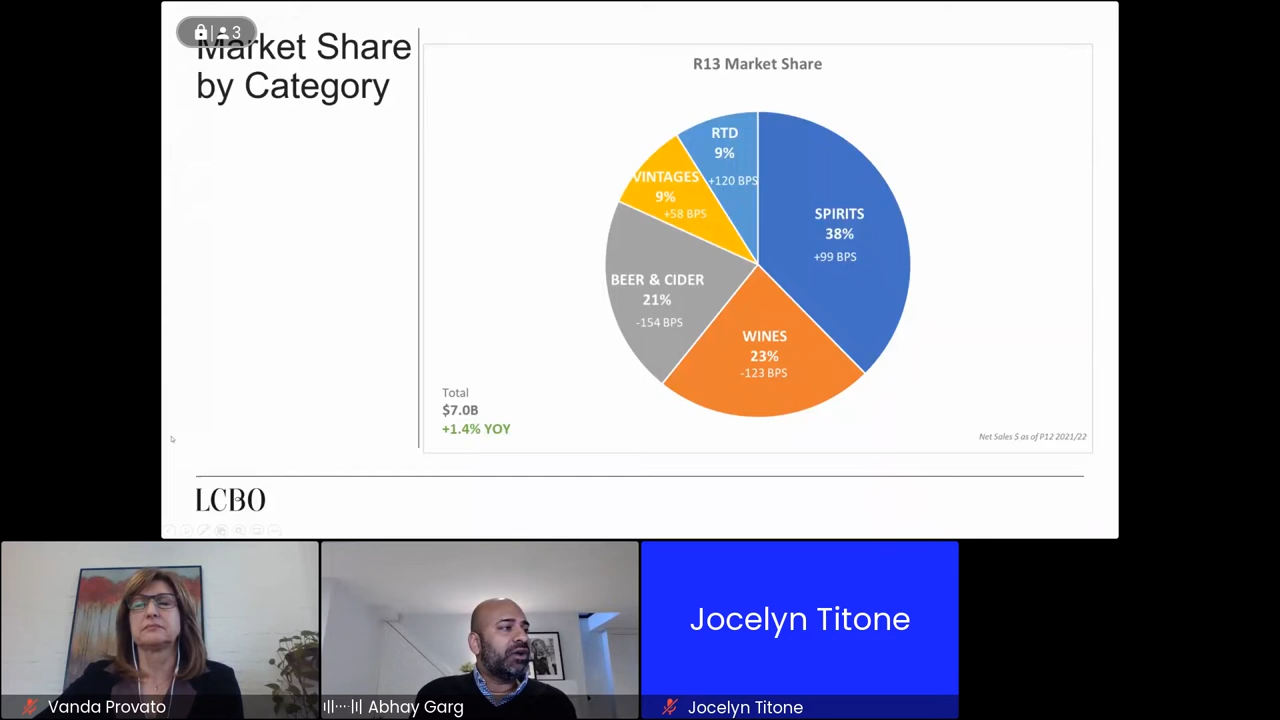 3
Market Share
by Category
R13 Market Share
RTD
9%
+120 BPS
VINTAGES
9%
+58 BPS
SPIRITS
38%
+99 BPS
BEER & CIDER
21%
-154 BPS
WINES
23%
-123 BPS
Total
$7.0B
+1.4% YOY
Net Sales $ as of P12 2021/22
LCBO
Jocelyn Titone
Vanda Provato
Abhay Garg
Jocelyn Titone